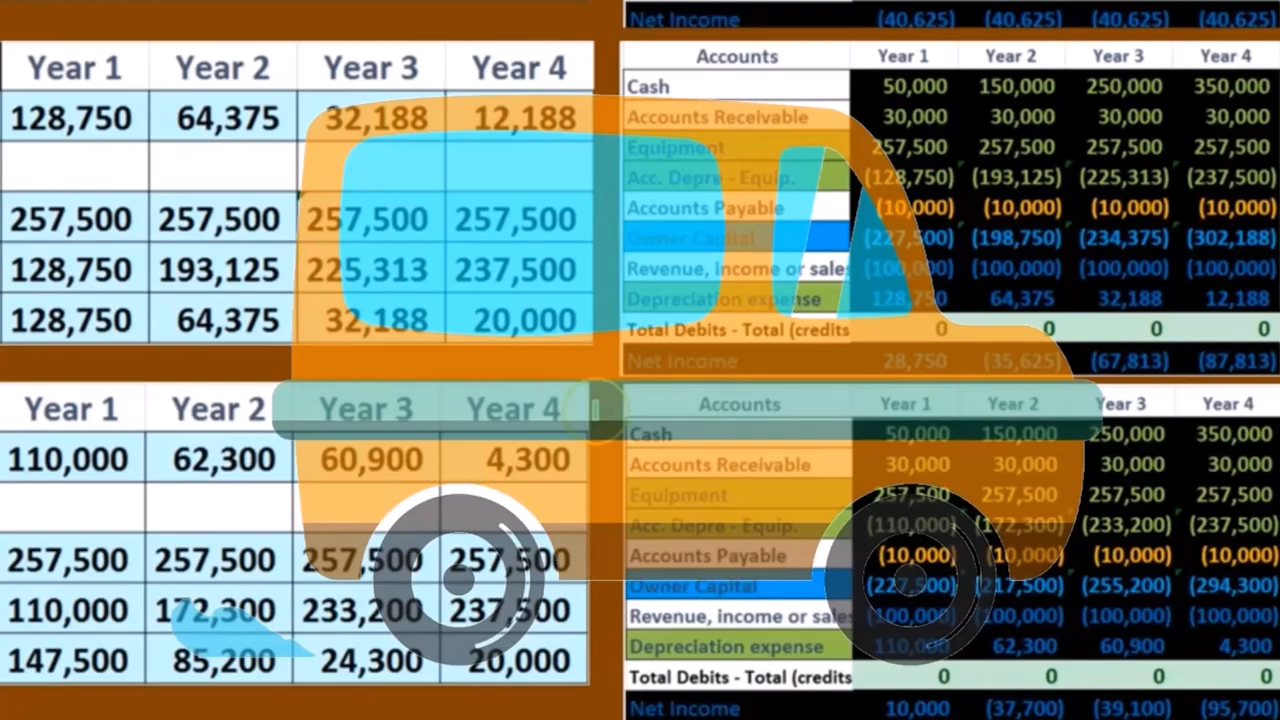 Year 1 Year 2 Year 3 Year 4
128,750 64,375 32,188 12,188
257,500 257,500 257,500 257,500
128,750 193,125 225,313 237,500
128,750 64,375 32,188 20,000
Year 1 Year 2 Year 3 Year 4
110,000 62,300 60,900 4,300
257,500 257,500 257,500 257,500
110,000 172,300 233,200 237,500
147,500 85,200 24,300 20,000
Net Income (40,625) (40,625) (40,625) (40,625)
Accounts Year 1 Year 2 Year 3 Year 4
Cash 50,000 150,000 250,000 350,000
Accounts Receivable 30,000 30,000 30,000 30,000
Equipment 257,500 257,500 257,500 257,500
Acc. Depre - Equip. (128,750) (193,125) (225,313) (237,500)
Accounts Payable (10,000) (10,000) (10,000) (10,000)
Owner Capital (227,500) (198,750) (234,375) (302,188)
Revenue, income or sales (100,000) (100,000) (100,000) (100,000)
Depreciation expense 128,750 64,375 32,188 12,188
Total Debits - Total (credits 0 0 0 0
Net Income 28,750 (35,625) (67,813) (87,813)
Accounts Year 1 Year 2 Year 3 Year 4
Cash 50,000 150,000 250,000 350,000
Accounts Receivable 30,000 30,000 30,000 30,000
Equipment 257,500 257,500 257,500 257,500
Acc. Depre - Equip. (110,000) (172,300) (233,200) (237,500)
Accounts Payable (10,000) (10,000) (10,000) (10,000)
Owner Capital (227,500) (217,500) (255,200) (294,300)
Revenue, income or sales (100,000) (100,000) (100,000) (100,000)
Depreciation expense 110,000 62,300 60,900 4,300
Total Debits - Total (credits 0 0 0 0
Net Income 10,000 (37,700) (39,100) (95,700)